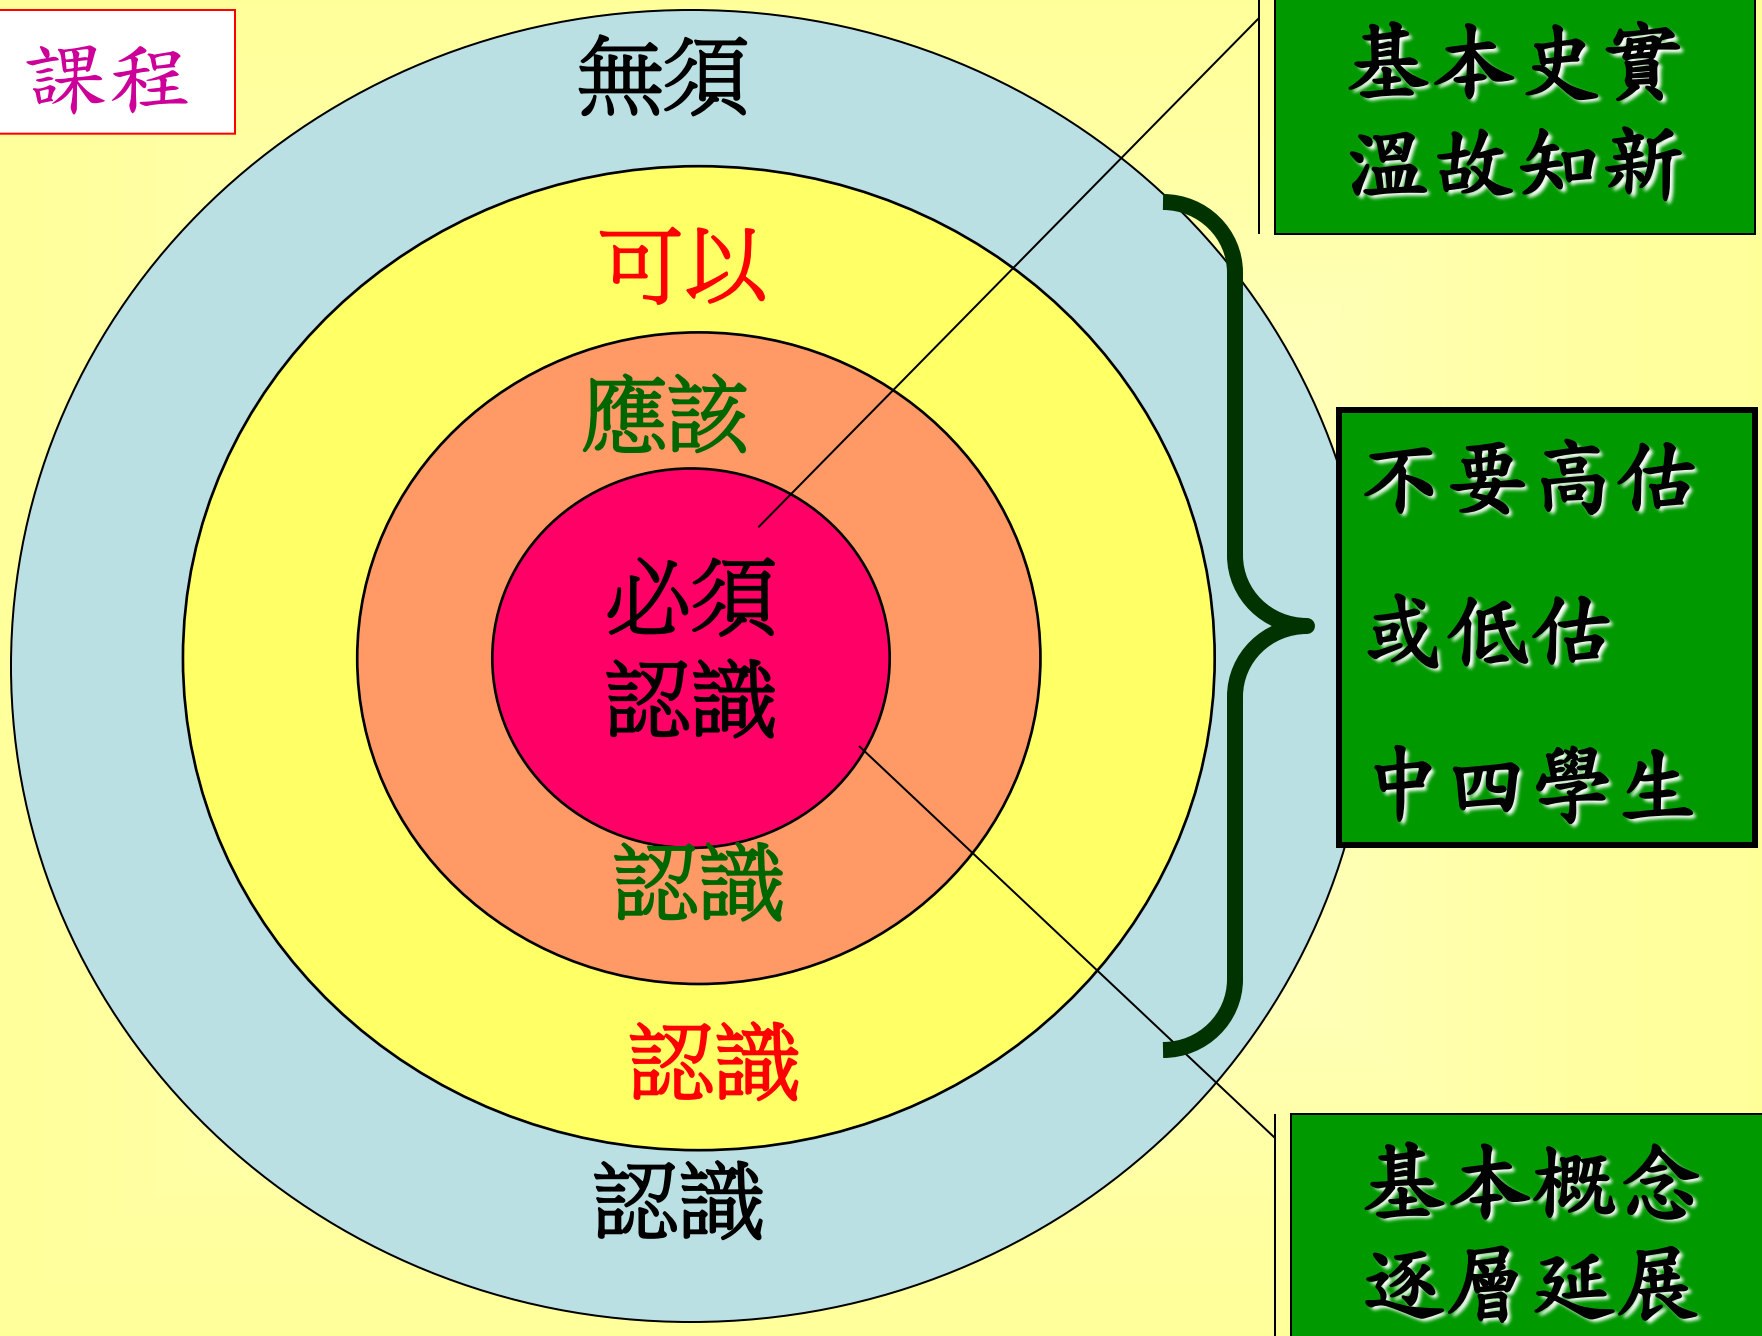 課程
無須
可以
應該
必須
認識
認識
認識
認識
基本史實
溫故知新
不要高估
或低估
中四學生
基本概念
逐層延展